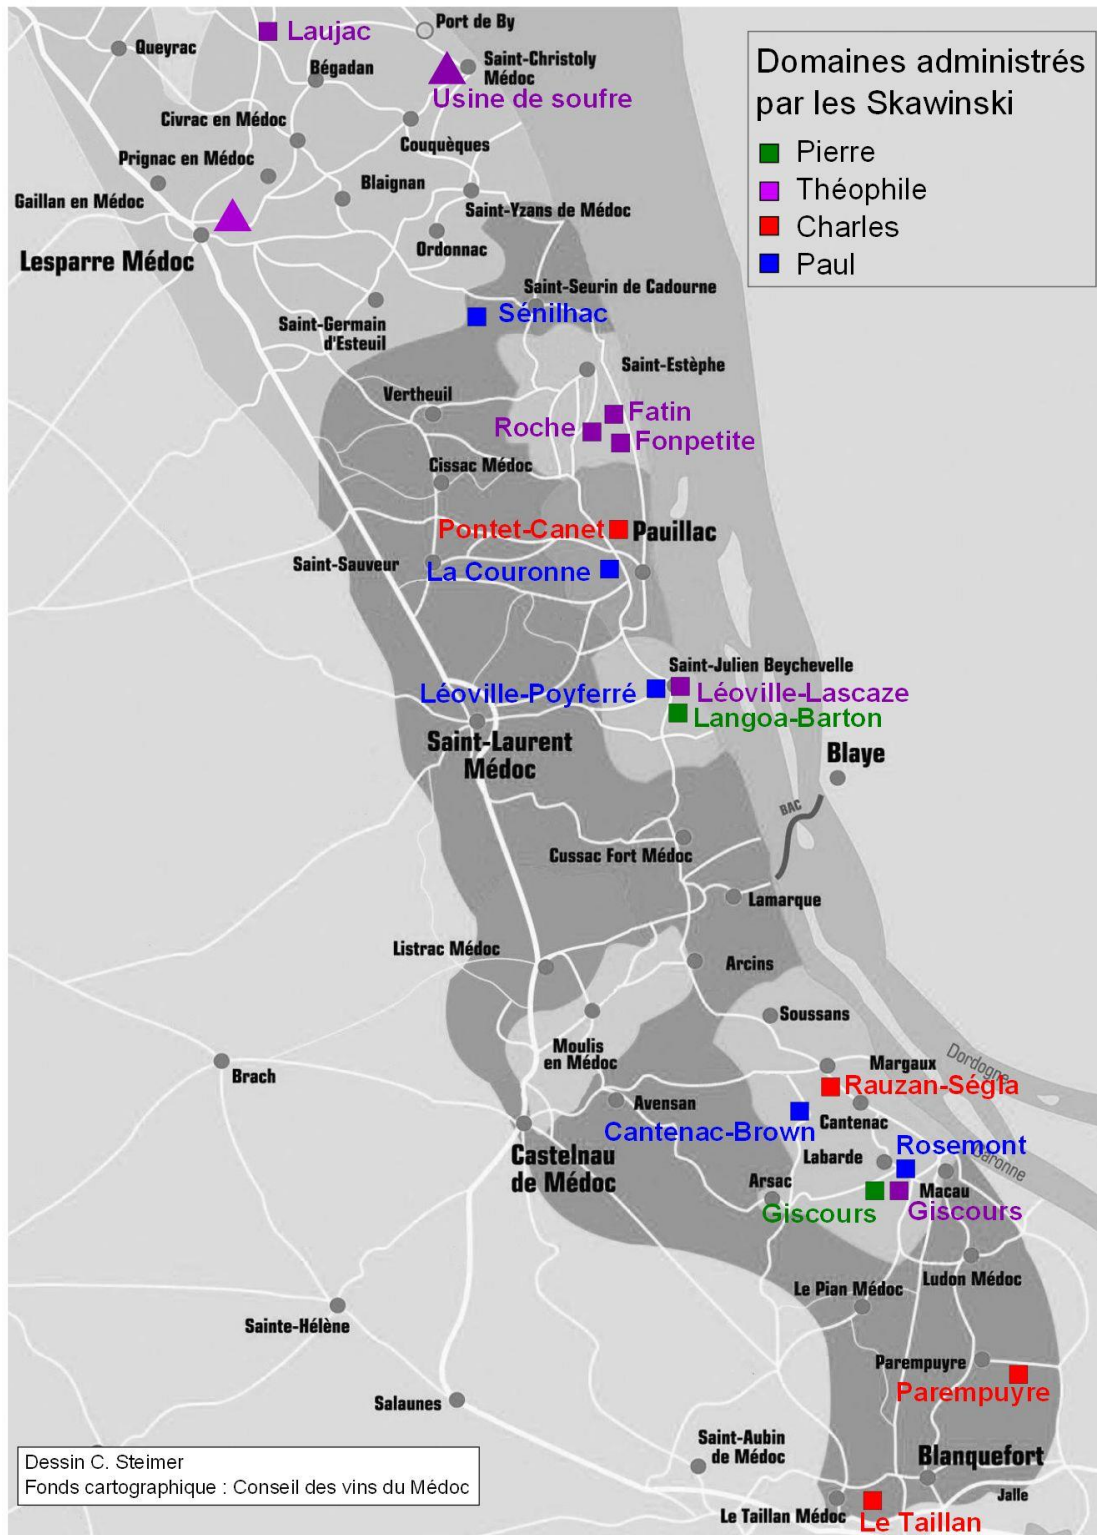 Port de By
Laujac
Queyrac
Saint-Christoly
Médoc
Bégadan
Usine de soufre
Civrac en Médoc
Couquèques
Prignac en Médoc
Blaignan
Gaillan en Médoc
Saint-Yzans de Médoc
Ordonnac
Lesparre Médoc
Domaines administrés
par les Skawinski
Pierre
Théophile
Charles
Paul
Saint-Seurin de Cadourne
Sénilhac
Saint-Germain
d'Esteuil
Saint-Estèphe
Vertheuil
Fatin
Roche
Fonpetite
Cissac Médoc
Pontet-Canet
Pauillac
Saint-Sauveur
La Couronne
Saint-Julien Beychevelle
Léoville-Poyferré
Léoville-Lascaze
Langoa-Barton
Saint-Laurent
Médoc
Blaye
BAC
Cussac Fort Médoc
Lamarque
Listrac Médoc
Arcins
Soussans
Moulis
en Médoc
Dordogne
Margaux
Brach
Rauzan-Ségla
Avensan
Cantenac
Cantenac-Brown
Rosemont
Castelnau
de Médoc
Labarde
Garonne
Arsac
Macau
Giscours
Giscours
Ludon Médoc
Le Pian Médoc
Sainte-Hélène
Parempuyre
Parempuyre
Salaunes
Saint-Aubin
de Médoc
Blanquefort
Jalle
Le Taillan Médoc
Le Taillan
Dessin C. Steimer
Fonds cartographique : Conseil des vins du Médoc